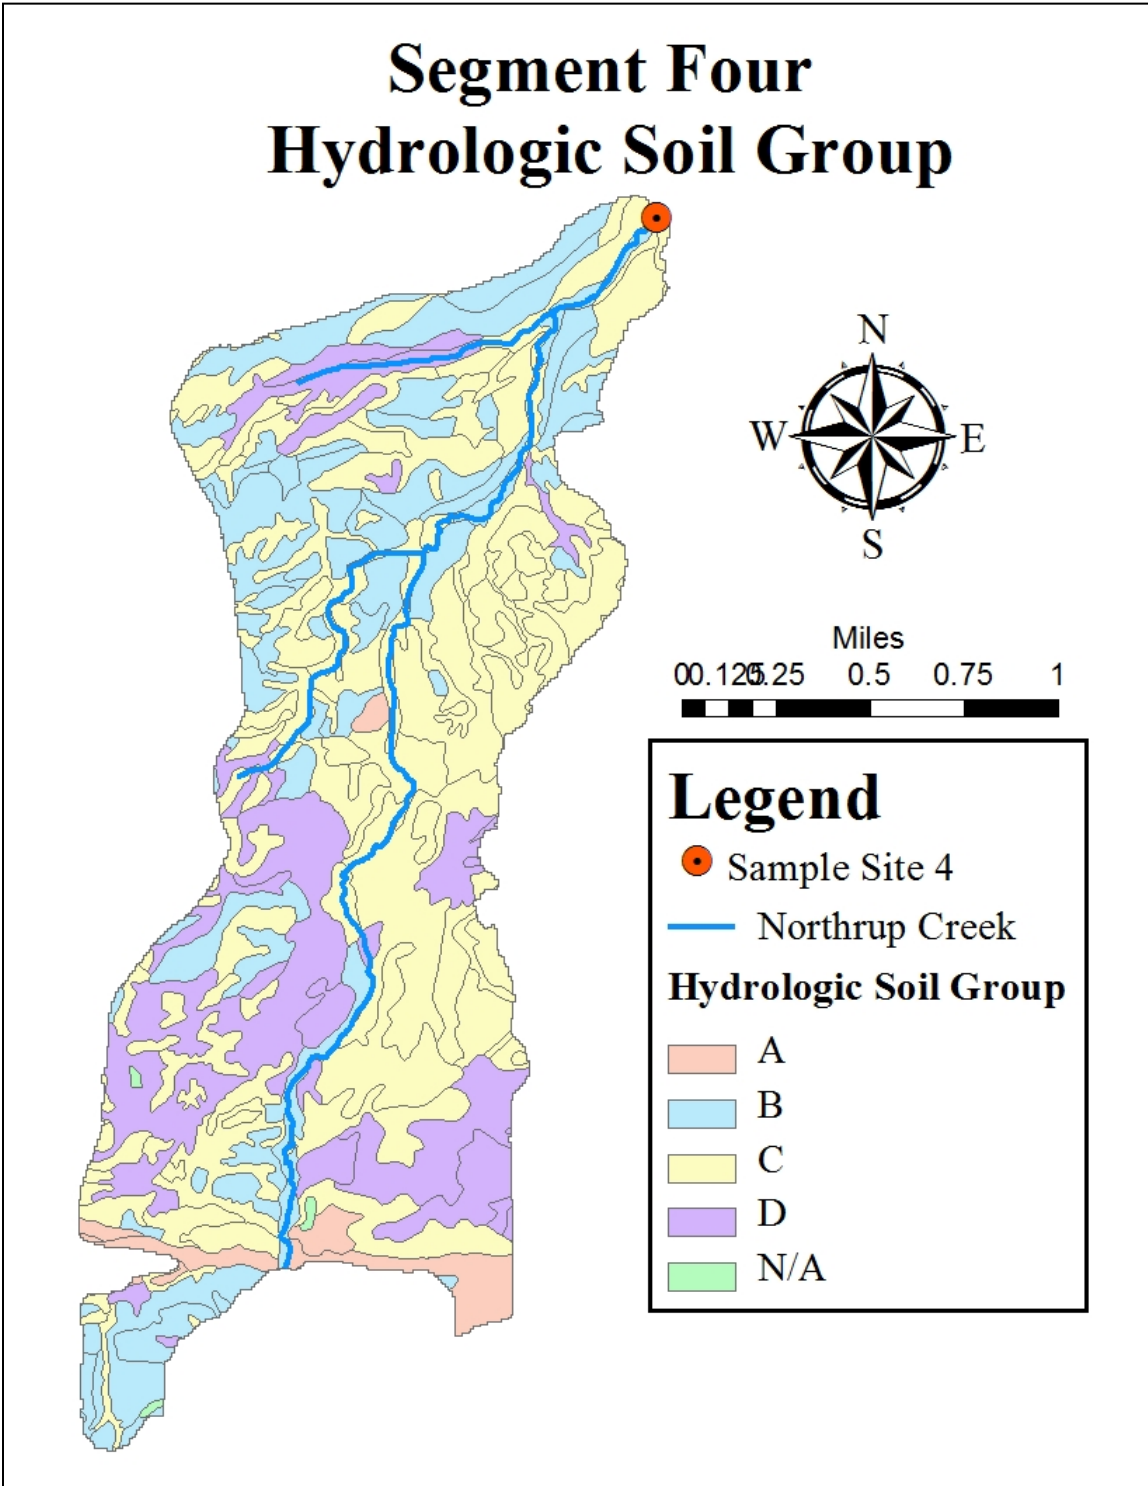 Segment Four
Hydrologic Soil Group
N
W E
S
Miles
0 0.125 0.25 0.5 0.75 1
Legend
Sample Site 4
Northrup Creek
Hydrologic Soil Group
A
B
C
D
N/A